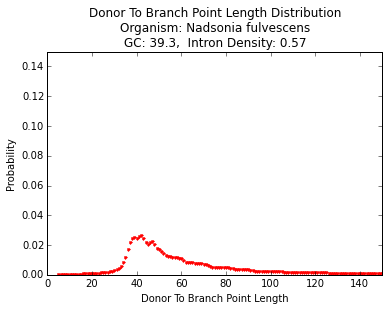 Donor To Branch Point Length Distribution
Organism: Nadsonia fulvescens
GC: 39.3,  Intron Density: 0.57
0.14
0.12
0.10
0.08
0.06
0.04
0.02
0.00
Probability
0 20 40 60 80 100 120 140
Donor To Branch Point Length